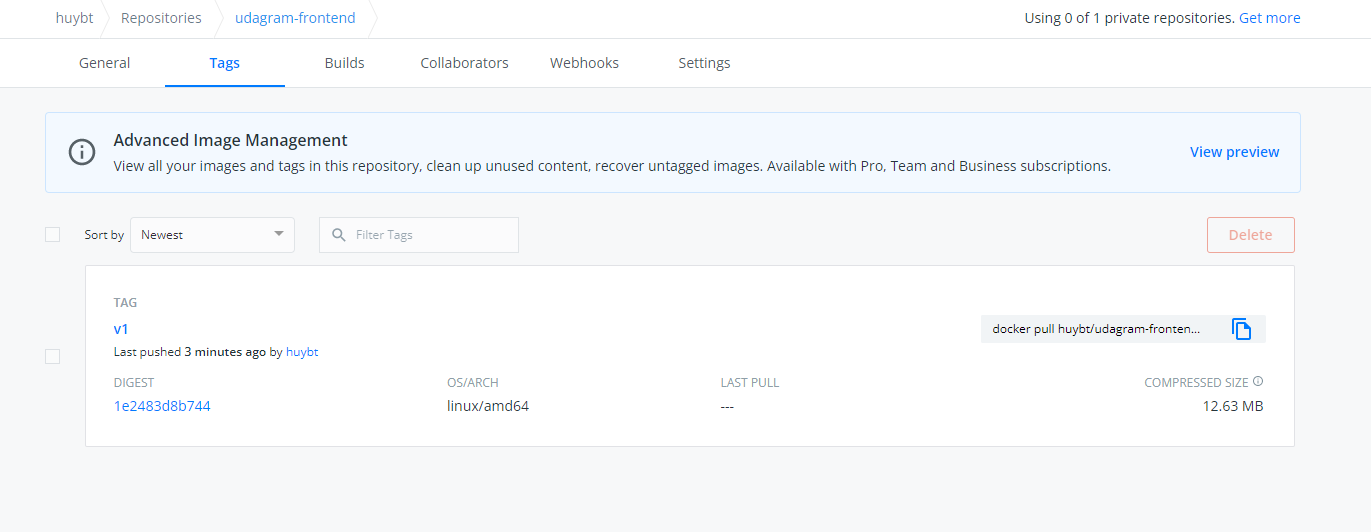 huybt Repositories udagram-frontend Using 0 of 1 private repositories. Get more
General Tags Builds Collaborators Webhooks Settings
Advanced Image Management
View all your images and tags in this repository, clean up unused content, recover untagged images. Available with Pro, Team and Business subscriptions.
View preview
Sort by Newest Filter Tags Delete
TAG
v1
docker pull huybt/udagram-fronten...
Last pushed 3 minutes ago by huybt
DIGEST OS/ARCH LAST PULL COMPRESSED SIZE
1e2483d8b744 linux/amd64 --- 12.63 MB